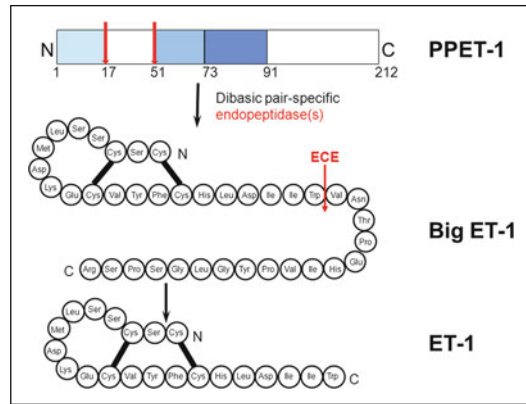 N C PPET-1
1 17 51 73 91 212
Dibasic pair-specific
endopeptidase(s)
Leu Ser Ser
Met Cys Ser Cys N
Asp
ECE
Lys Glu Cys Val Tyr Phe Cys His Leu Asp Ile Ile Trp Val Asn
Thr
Big ET-1
Pro
C Arg Ser Pro Ser Gly Leu Gly Tyr Pro Val Ile His Glu
Leu Ser Ser
Met Cys Ser Cys N
ET-1
Asp
Lys Glu Cys Val Tyr Phe Cys His Leu Asp Ile Ile Trp C